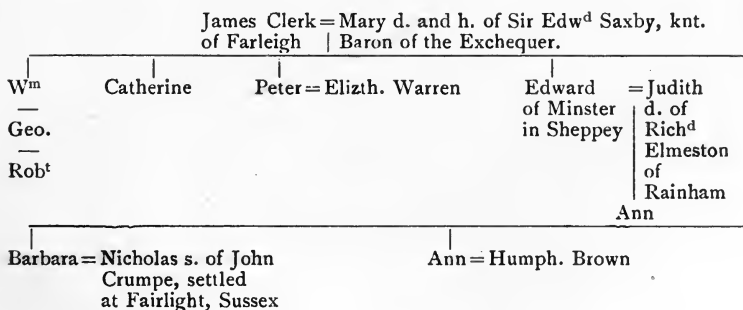 James Clerk = Mary d. and h. of Sir Edwᵈ Saxby, knt.
of Farleigh | Baron of the Exchequer.
Wᵐ
—
Geo.
—
Robᵗ
Catherine
Peter = Elizth. Warren
Edward = Judith
of Minster d. of
in Sheppey Richᵈ
Elmeston
of
Rainham
Ann
Barbara = Nicholas s. of John
Crumpe, settled
at Fairlight, Sussex
Ann = Humph. Brown